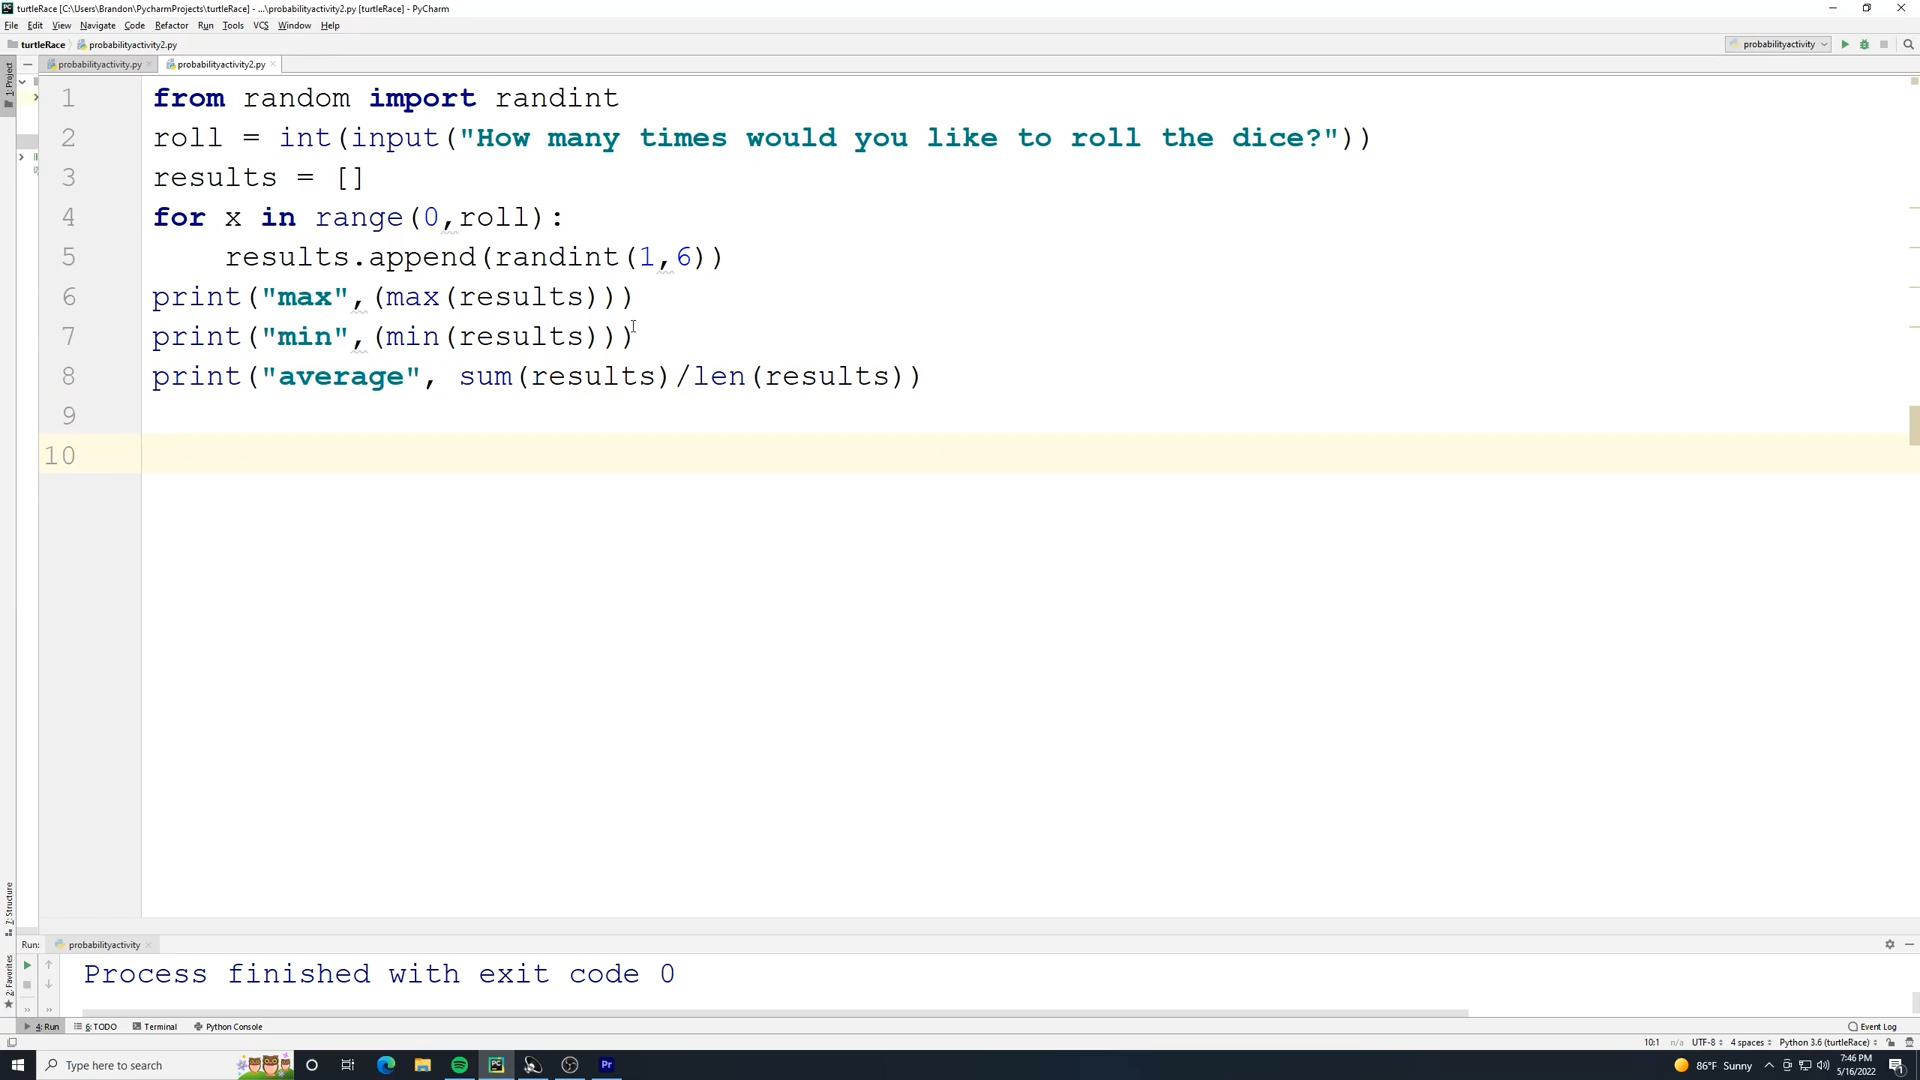 turtleRace [C:\Users\Brandon\PycharmProjects\turtleRace] - ...\probabilityactivity2.py [turtleRace] - PyCharm
File Edit View Navigate Code Refactor Run Tools VCS Window Help
turtleRace probabilityactivity2.py probabilityactivity
probabilityactivity.py probabilityactivity2.py
1: Project
1 from random import randint
2 roll = int(input("How many times would you like to roll the dice?"))
3 results = []
4 for x in range(0,roll):
5     results.append(randint(1,6))
6 print("max",(max(results)))
7 print("min",(min(results)))
8 print("average", sum(results)/len(results))
9
10
7: Structure
2: Favorites
Run: probabilityactivity
Process finished with exit code 0
4: Run 6: TODO Terminal Python Console Event Log
10:1 n/a UTF-8 4 spaces Python 3.6 (turtleRace)
Type here to search 86°F Sunny 7:46 PM
5/16/2022